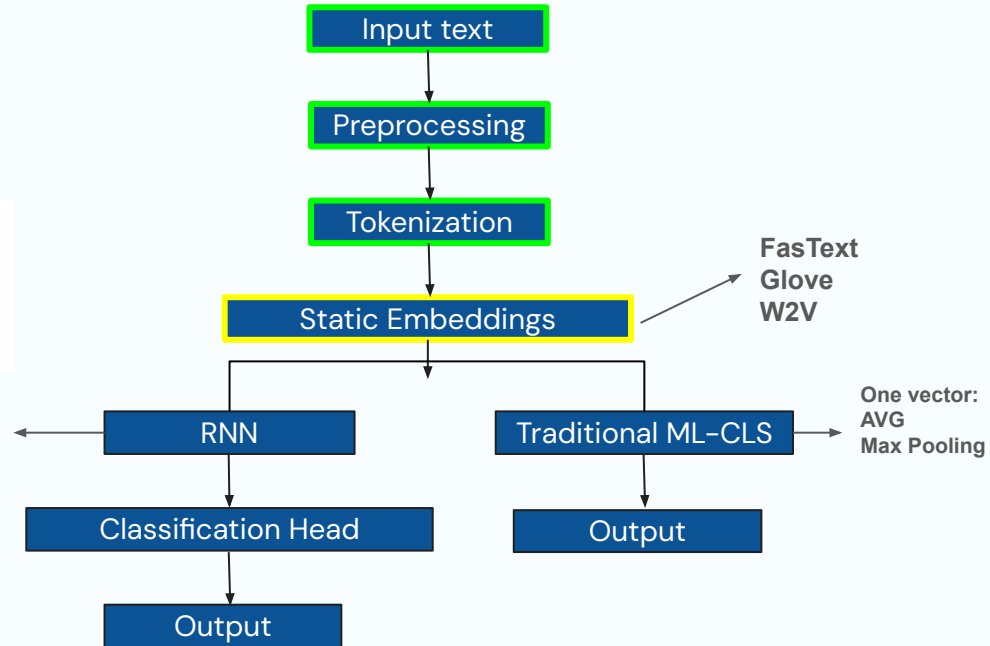 Input text
Preprocessing
Tokenization
Static Embeddings
FasText
Glove
W2V
RNN
Traditional ML-CLS
One vector:
AVG
Max Pooling
Classification Head
Output
Output